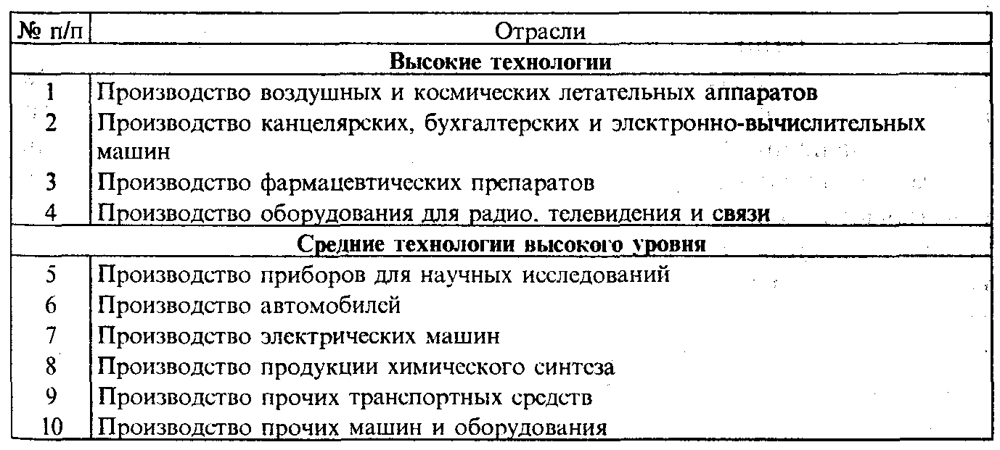 № п/п Отрасли
Высокие технологии
1 Производство воздушных и космических летательных аппаратов
2 Производство канцелярских, бухгалтерских и электронно-вычислительных
машин
3 Производство фармацевтических препаратов
4 Производство оборудования для радио. телевидения и связи
Средние технологии высокого уровня
5 Производство приборов для научных исследований
6 Производство автомобилей
7 Производство электрических машин
8 Производство продукции химического синтеза
9 Производство прочих транспортных средств
10 Производство прочих машин и оборудования